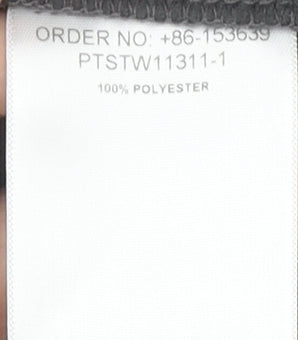 ORDER NO: +86-153639
PTSTW11311-1
100% POLYESTER